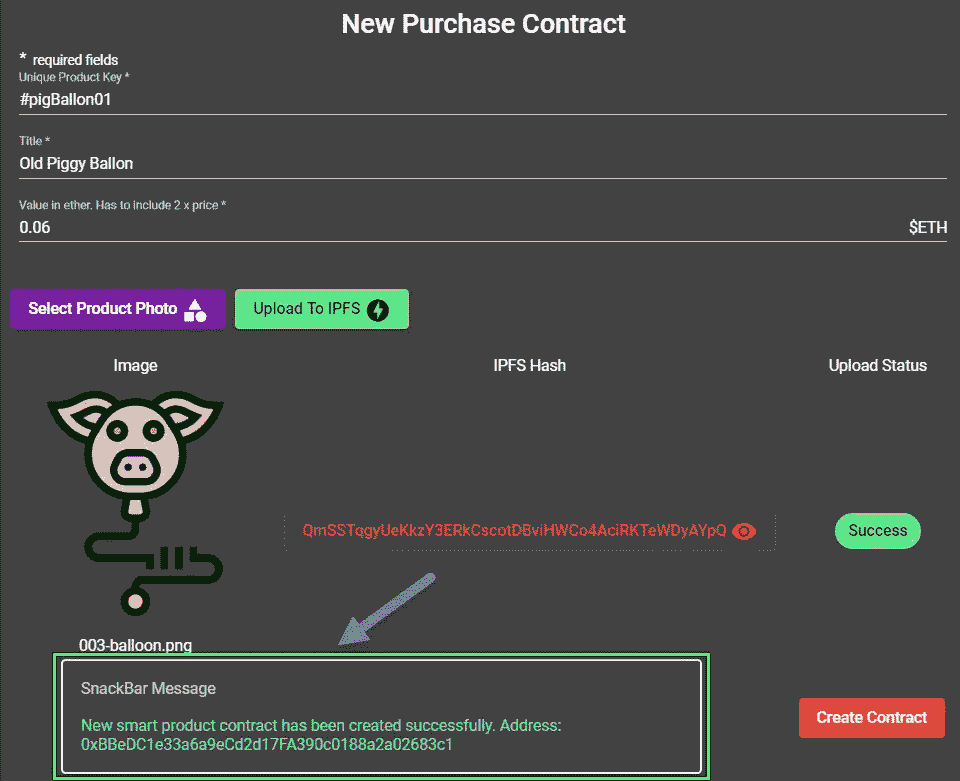 New Purchase Contract
* required fields
Unique Product Key *
#pigBallon01
Title *
Old Piggy Ballon
Value in ether. Has to include 2 x price *
0.06 $ETH
Select Product Photo Upload To IPFS
Image IPFS Hash Upload Status
QmSSTqgyUeKkzY3ERkCscotDBviHWCo4AciRKTeWDyAYpQ Success
003-balloon.png
SnackBar Message
New smart product contract has been created successfully. Address:
0xBBeDC1e33a6a9eCd2d17FA390c0188a2a02683c1
Create Contract